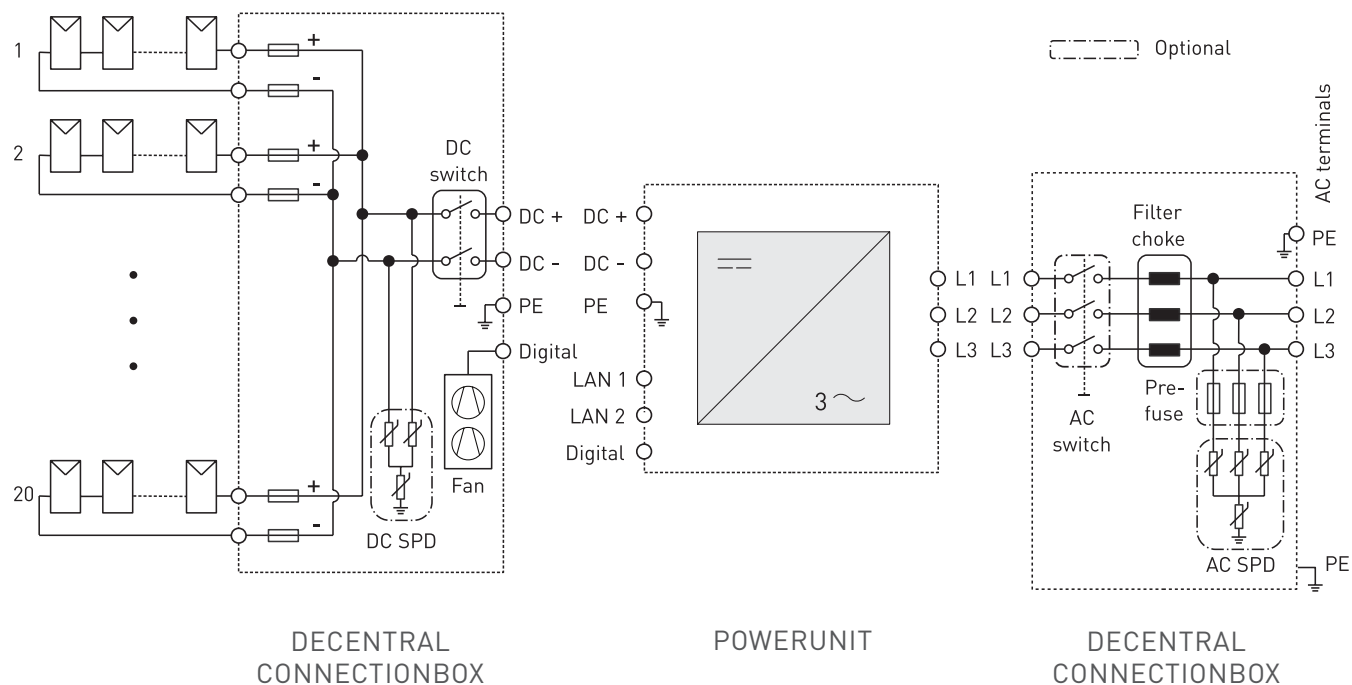 1
+
-
2
+
-
20
+
-
DC
switch
DC +
DC -
PE
Digital
Fan
DC SPD
DECENTRAL
CONNECTIONBOX
DC +
DC -
PE
LAN 1
LAN 2
Digital
3
L1
L2
L3
POWERUNIT
Optional
L1
L2
L3
AC
switch
Filter
choke
Pre-
fuse
AC SPD
AC terminals
PE
L1
L2
L3
PE
DECENTRAL
CONNECTIONBOX